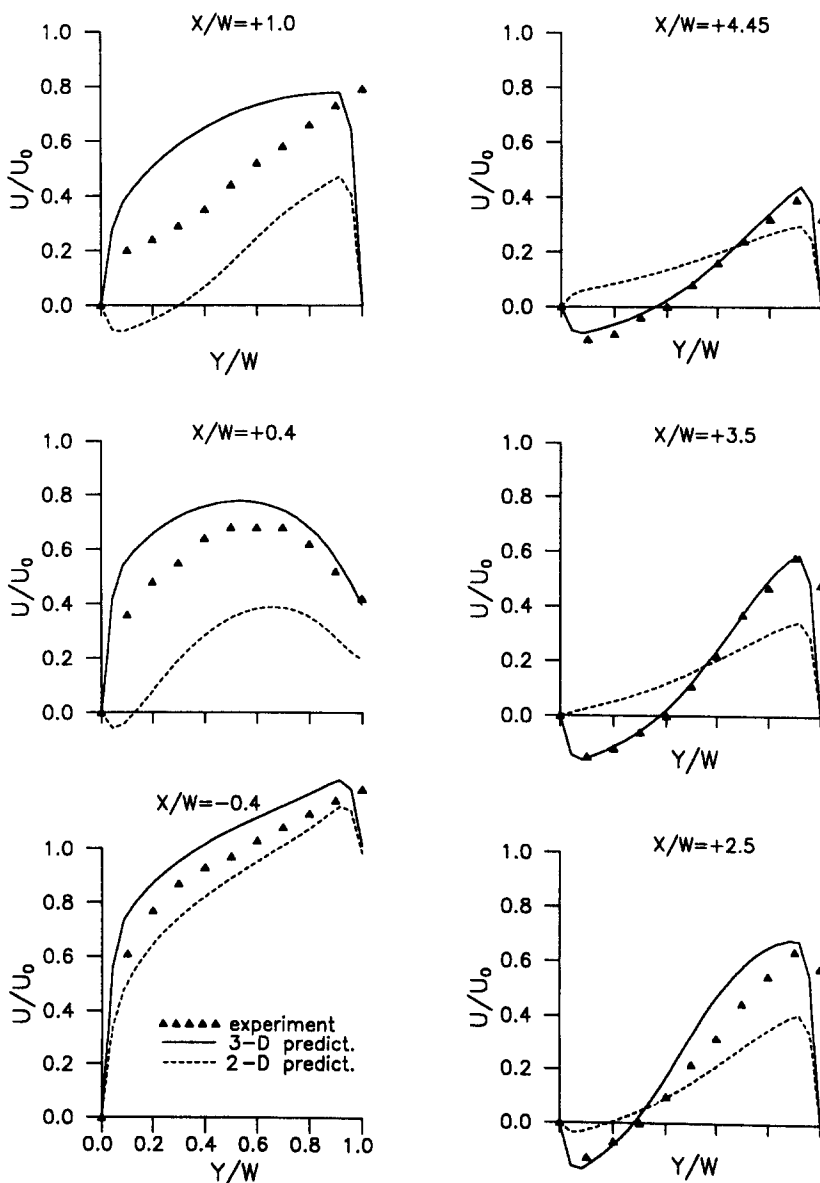 X/W=+1.0
1.0
0.8
0.6
0.4
0.2
0.0
U/U₀
Y/W
X/W=+0.4
1.0
0.8
0.6
0.4
0.2
0.0
U/U₀
X/W=−0.4
1.0
0.8
0.6
0.4
0.2
0.0
U/U₀
experiment
3-D predict.
2-D predict.
0.0 0.2 0.4 0.6 0.8 1.0
Y/W
X/W=+4.45
1.0
0.8
0.6
0.4
0.2
0.0
U/U₀
Y/W
X/W=+3.5
1.0
0.8
0.6
0.4
0.2
0.0
U/U₀
Y/W
X/W=+2.5
1.0
0.8
0.6
0.4
0.2
0.0
U/U₀
Y/W